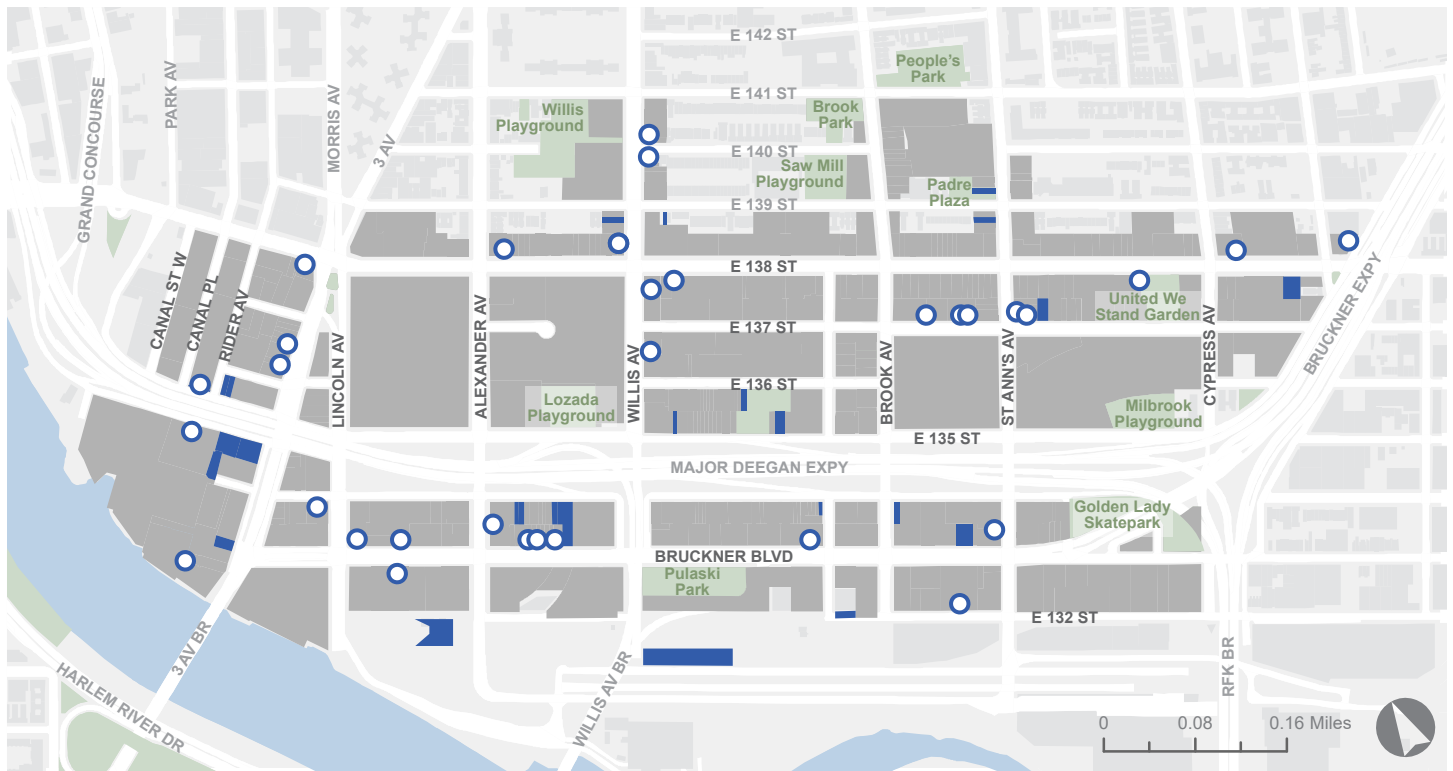 E 142 ST
People's
Park
PARK AV
GRAND CONCOURSE
MORRIS AV
3 AV
E 141 ST
Willis
Playground
Brook
Park
E 140 ST
Saw Mill
Playground
Padre
Plaza
E 139 ST
CANAL ST W
CANAL PL
RIDER AV
E 138 ST
BRUCKNER EXPY
United We
Stand Garden
E 137 ST
LINCOLN AV
ALEXANDER AV
WILLIS AV
BROOK AV
ST ANN'S AV
CYPRESS AV
E 136 ST
Lozada
Playground
Milbrook
Playground
E 135 ST
MAJOR DEEGAN EXPY
Golden Lady
Skatepark
BRUCKNER BLVD
Pulaski
Park
E 132 ST
3 AV BR
HARLEM RIVER DR
WILLIS AV BR
RFK BR
0 0.08 0.16 Miles